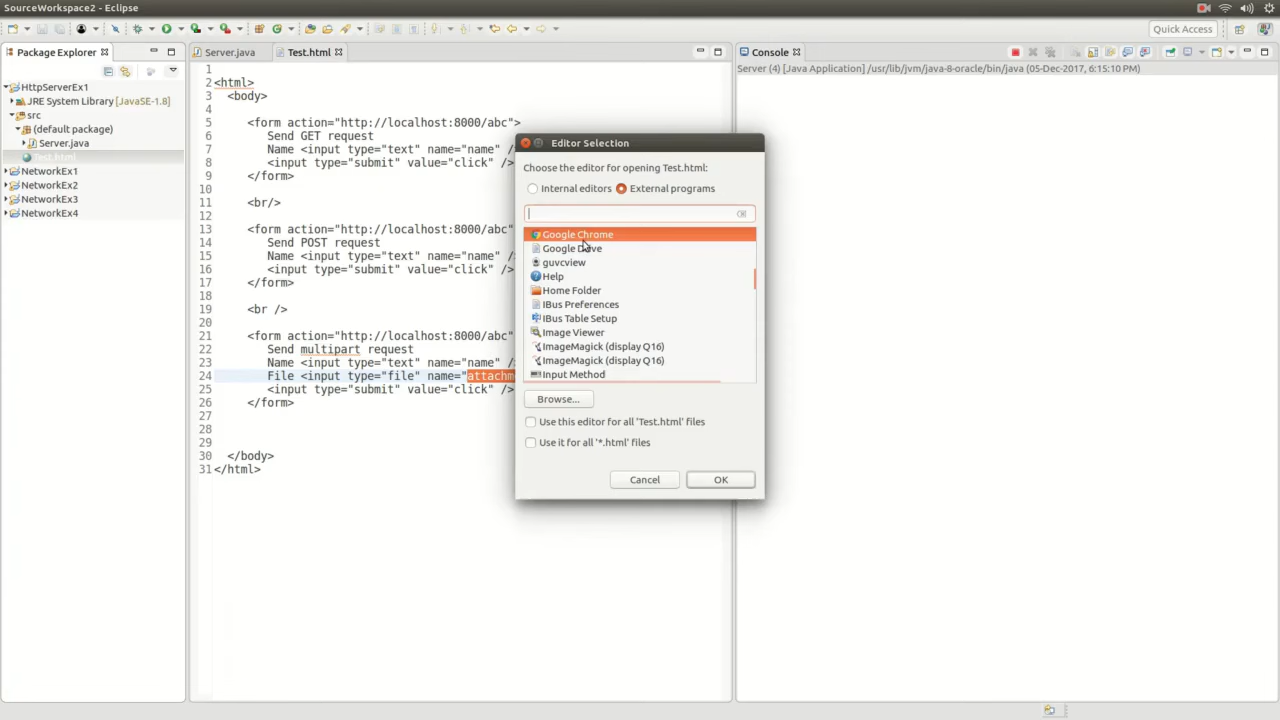 SourceWorkspace2 - Eclipse
Quick Access
Package Explorer
HttpServerEx1
JRE System Library [JavaSE-1.8]
src
(default package)
Server.java
Test.html
NetworkEx1
NetworkEx2
NetworkEx3
NetworkEx4
Server.java
Test.html
1
2 <html>
3 <body>
4
5 <form action="http://localhost:8000/abc">
6 Send GET request
7 Name <input type="text" name="name" /
8 <input type="submit" value="click" />
9 </form>
10
11 <br/>
12
13 <form action="http://localhost:8000/abc"
14 Send POST request
15 Name <input type="text" name="name" /
16 <input type="submit" value="click" />
17 </form>
18
19 <br />
20
21 <form action="http://localhost:8000/abc"
22 Send multipart request
23 Name <input type="text" name="name" /
24 File <input type="file" name="attachm
25 <input type="submit" value="click" />
26 </form>
27
28
29
30 </body>
31 </html>
Editor Selection
Choose the editor for opening Test.html:
Internal editors
External programs
Google Chrome
Google Drive
guvcview
Help
Home Folder
IBus Preferences
IBus Table Setup
Image Viewer
ImageMagick (display Q16)
ImageMagick (display Q16)
Input Method
Browse...
Use this editor for all 'Test.html' files
Use it for all '*.html' files
Cancel
OK
Console
Server (4) [Java Application] /usr/lib/jvm/java-8-oracle/bin/java (05-Dec-2017, 6:15:10 PM)